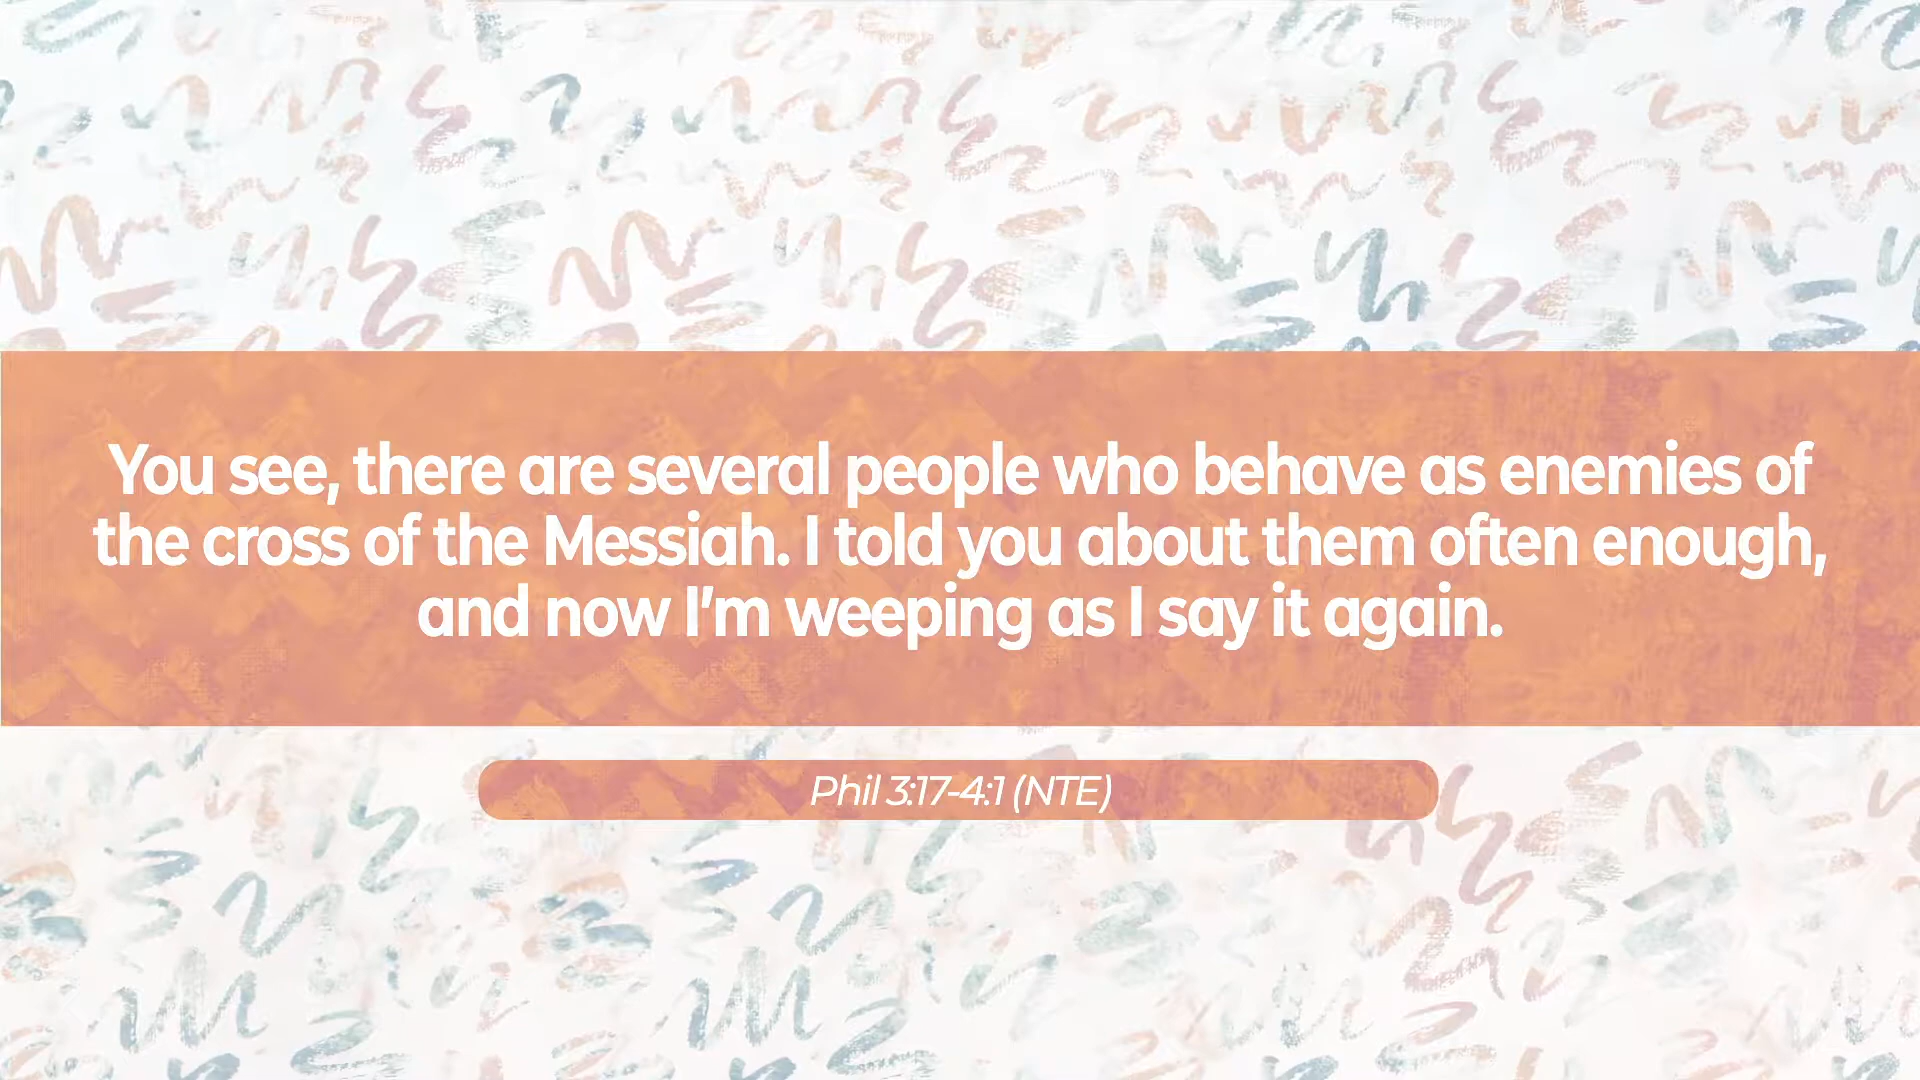 You see, there are several people who behave as enemies of
the cross of the Messiah. I told you about them often enough,
and now I'm weeping as I say it again.
Phil 3:17-4:1 (NTE)